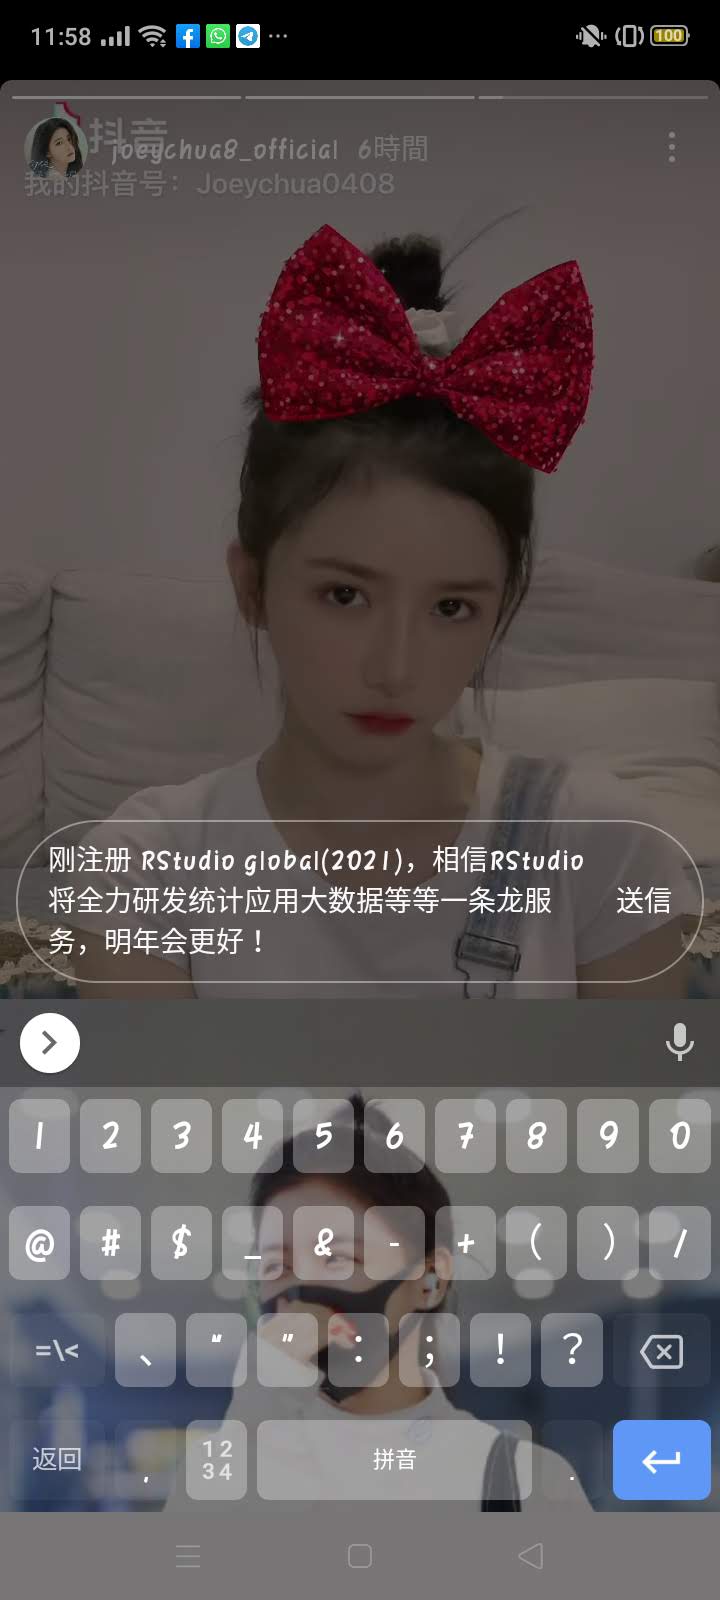 11:58
100
抖音
joeychua8_official 6時間
我的抖音号：Joeychua0408
刚注册 RStudio global(2021)，相信RStudio
将全力研发统计应用大数据等等一条龙服 送信
务，明年会更好！
1 2 3 4 5 6 7 8 9 0
@ # $ _ & - + ( ) /
=\< 、 “ ” : ; ! ?
返回 , 12 拼音 .
34